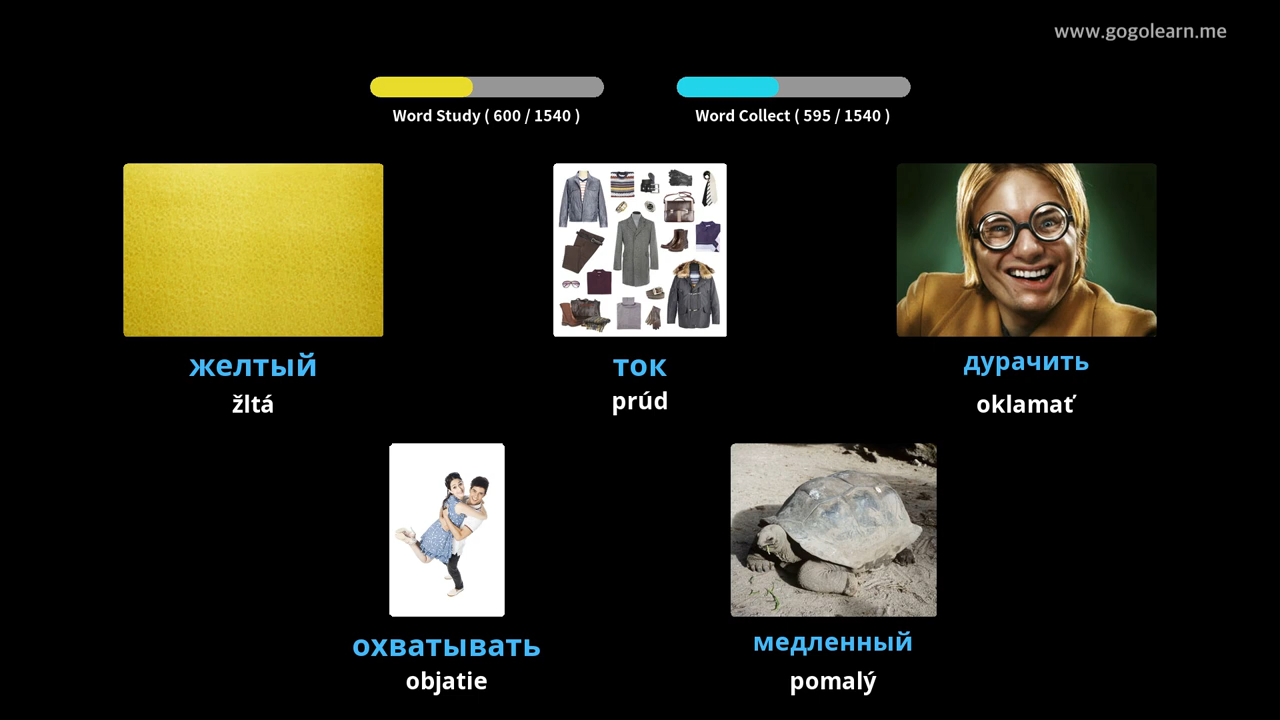 www.gogolearn.me
Word Study ( 600 / 1540 )
Word Collect ( 595 / 1540 )
желтый
žltá
ток
prúd
дурачить
oklamať
охватывать
objatie
медленный
pomalý